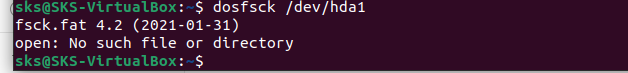 sks@SKS-VirtualBox:~$ dosfsck /dev/hda1
fsck.fat 4.2 (2021-01-31)
open: No such file or directory
sks@SKS-VirtualBox:~$